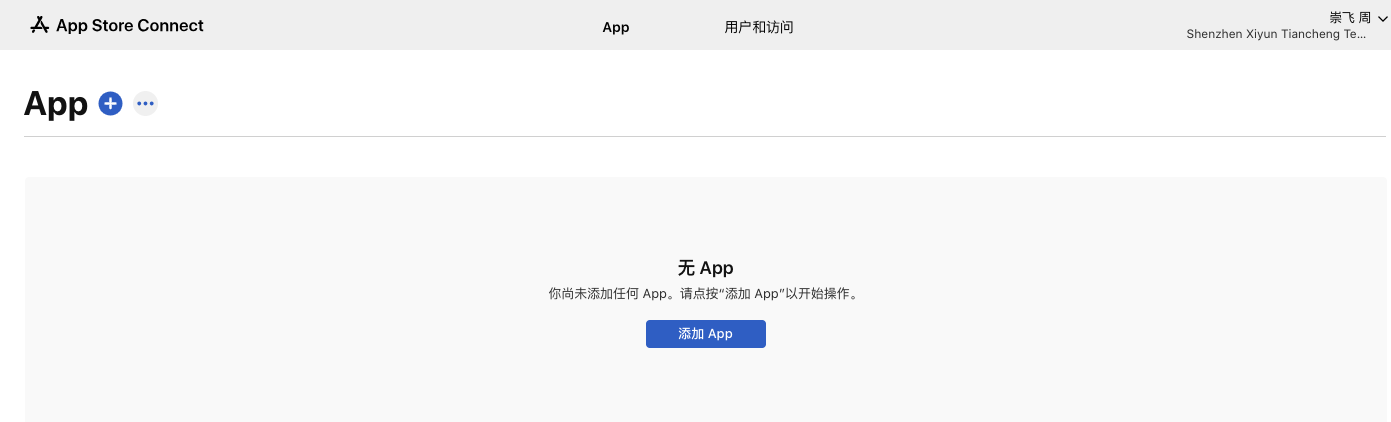 App Store Connect
App
用户和访问
崇飞 周
Shenzhen Xiyun Tiancheng Te...
App
无 App
你尚未添加任何 App。请点按“添加 App”以开始操作。
添加 App